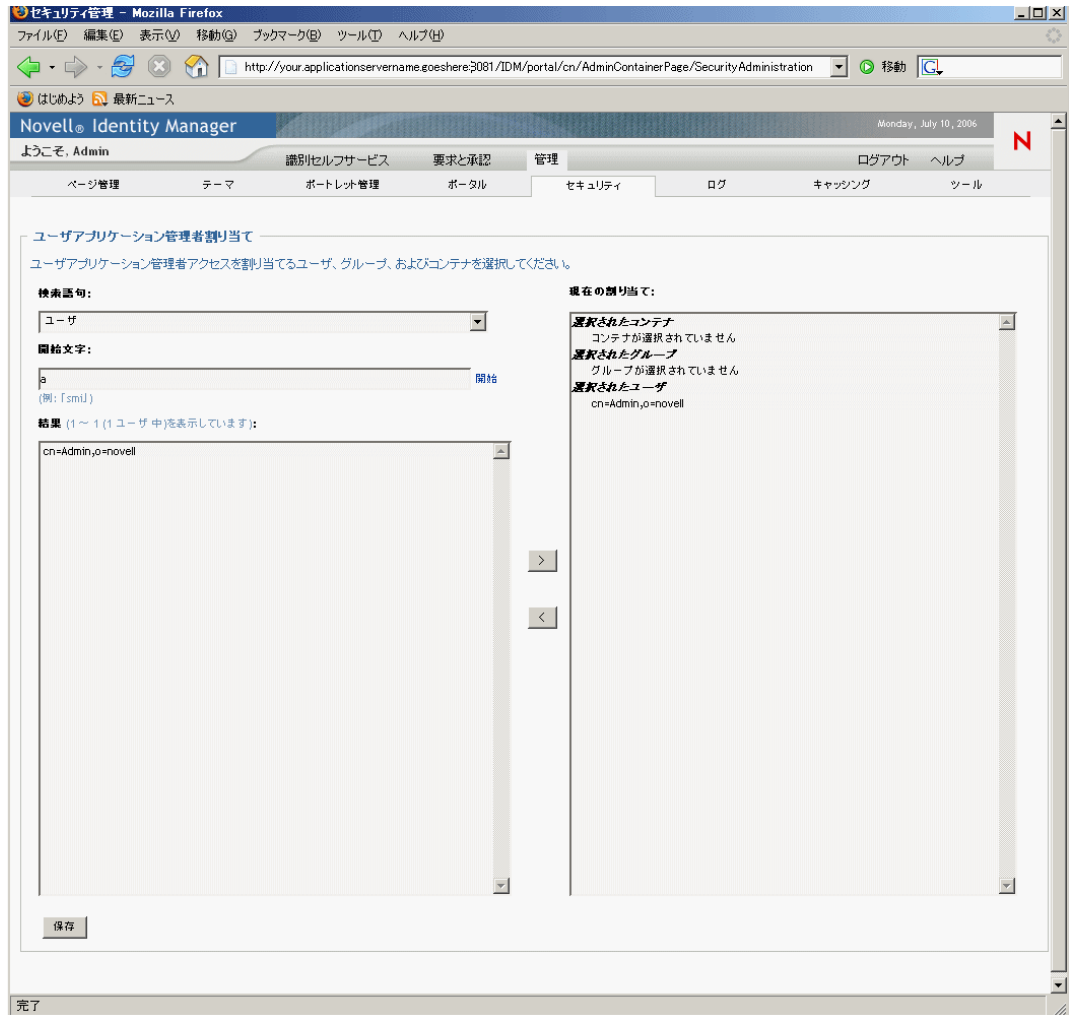 セキュリティ管理 - Mozilla Firefox
ファイル(F) 編集(E) 表示(V) 移動(G) ブックマーク(B) ツール(T) ヘルプ(H)
http://your.applicationservername.goeshere:3081/IDM/portal/cn/AdminContainerPage/SecurityAdministration 移動 G
はじめよう 最新ニュース
Novell® Identity Manager Monday, July 10, 2006
N
ようこそ, Admin 識別セルフサービス 要求と承認 管理 ログアウト ヘルプ
ページ管理 テーマ ポートレット管理 ポータル セキュリティ ログ キャッシング ツール
ユーザアプリケーション管理者割り当て
ユーザアプリケーション管理者アクセスを割り当てるユーザ、グループ、およびコンテナを選択してください。
検索語句:
ユーザ
開始文字:
a 開始
(例:「smi」)
結果 (1 ~ 1 (1 ユーザ 中)を表示しています):
cn=Admin,o=novell
>
<
現在の割り当て:
選択されたコンテナ
コンテナが選択されていません
選択されたグループ
グループが選択されていません
選択されたユーザ
cn=Admin,o=novell
保存
完了